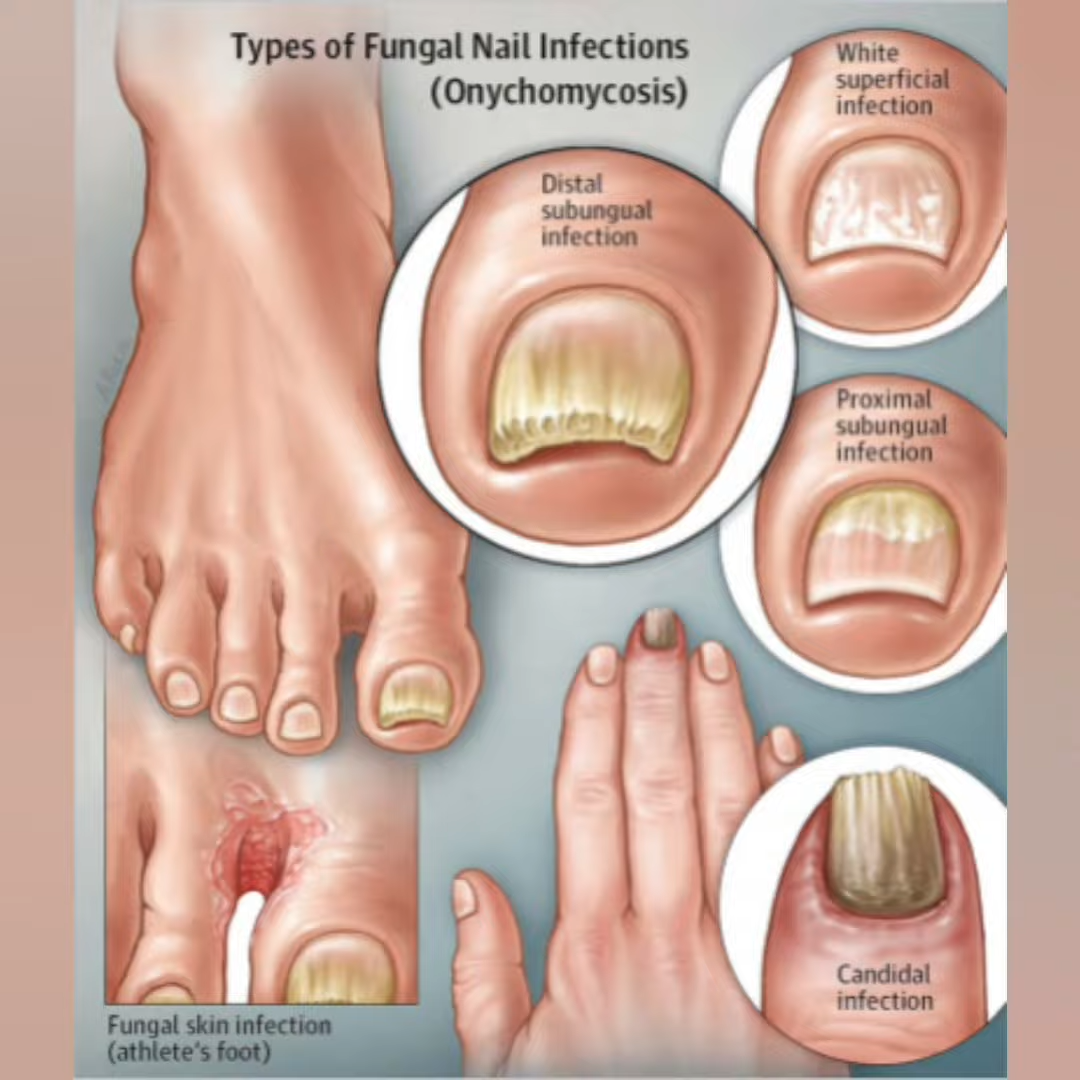 Types of Fungal Nail Infections
(Onychomycosis)
White
superficial
infection
Distal
subungual
infection
Proximal
subungual
infection
Candidal
infection
Fungal skin infection
(athlete's foot)